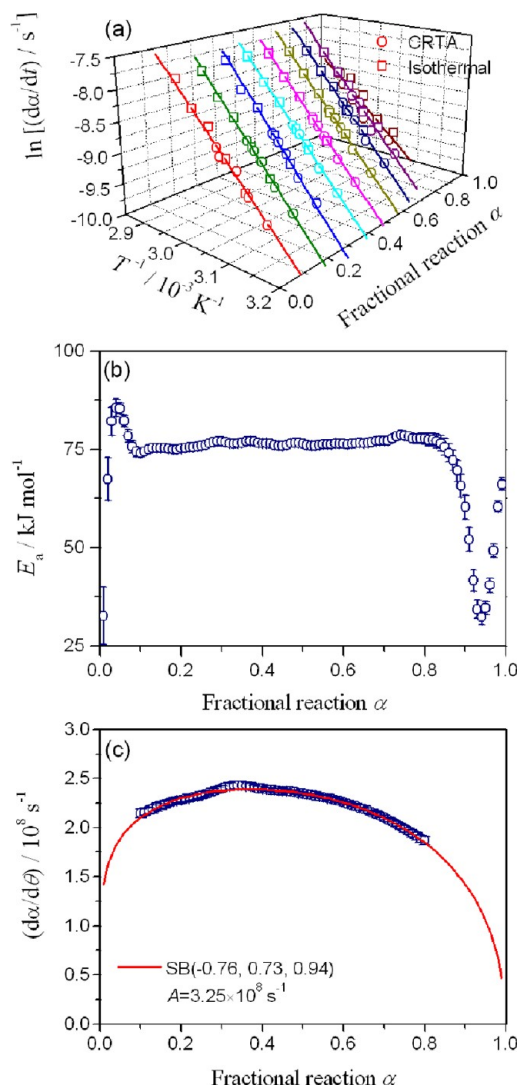 (a)
CRTA
Isothermal
ln [(dα/dt) / s⁻¹]
-7.5
-8.0
-8.5
-9.0
-9.5
-10.0
2.9
3.0
3.1
3.2
T⁻¹ / 10⁻³ K⁻¹
0.0
0.2
0.4
0.6
0.8
1.0
Fractional reaction α
(b)
100
75
50
25
Eₐ / kJ mol⁻¹
0.0 0.2 0.4 0.6 0.8 1.0
Fractional reaction α
(c)
3.0
2.5
2.0
1.5
1.0
0.5
0.0
(dα/dθ) / 10⁸ s⁻¹
SB(-0.76, 0.73, 0.94)
A=3.25×10⁸ s⁻¹
0.0 0.2 0.4 0.6 0.8 1.0
Fractional reaction α